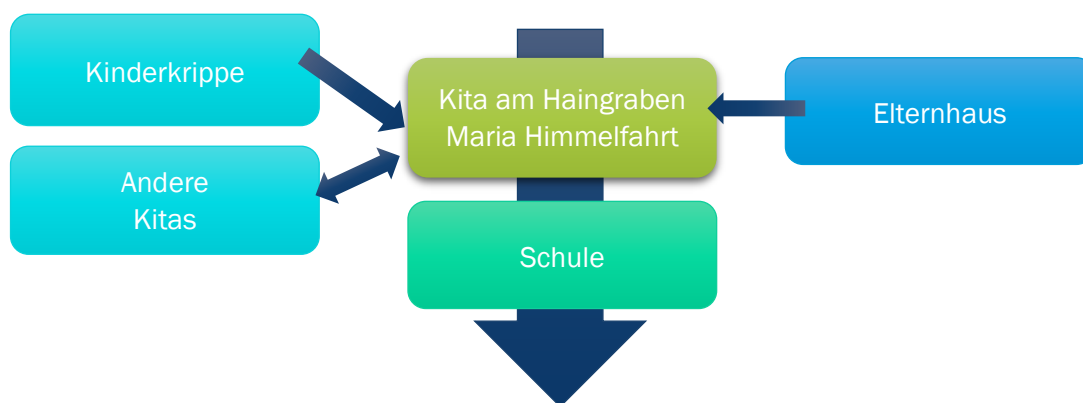 Kinderkrippe
Kita am Haingraben
Maria Himmelfahrt
Elternhaus
Andere
Kitas
Schule